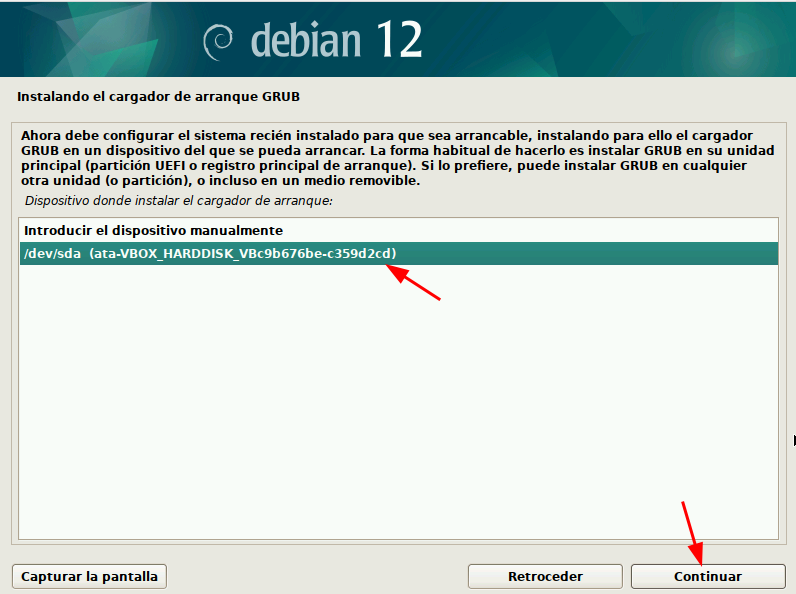 debian 12
Instalando el cargador de arranque GRUB
Ahora debe configurar el sistema recién instalado para que sea arrancable, instalando para ello el cargador
GRUB en un dispositivo del que se pueda arrancar. La forma habitual de hacerlo es instalar GRUB en su unidad
principal (partición UEFI o registro principal de arranque). Si lo prefiere, puede instalar GRUB en cualquier
otra unidad (o partición), o incluso en un medio removible.
Dispositivo donde instalar el cargador de arranque:
Introducir el dispositivo manualmente
/dev/sda (ata-VBOX_HARDDISK_VBc9b676be-c359d2cd)
Capturar la pantalla
Retroceder
Continuar